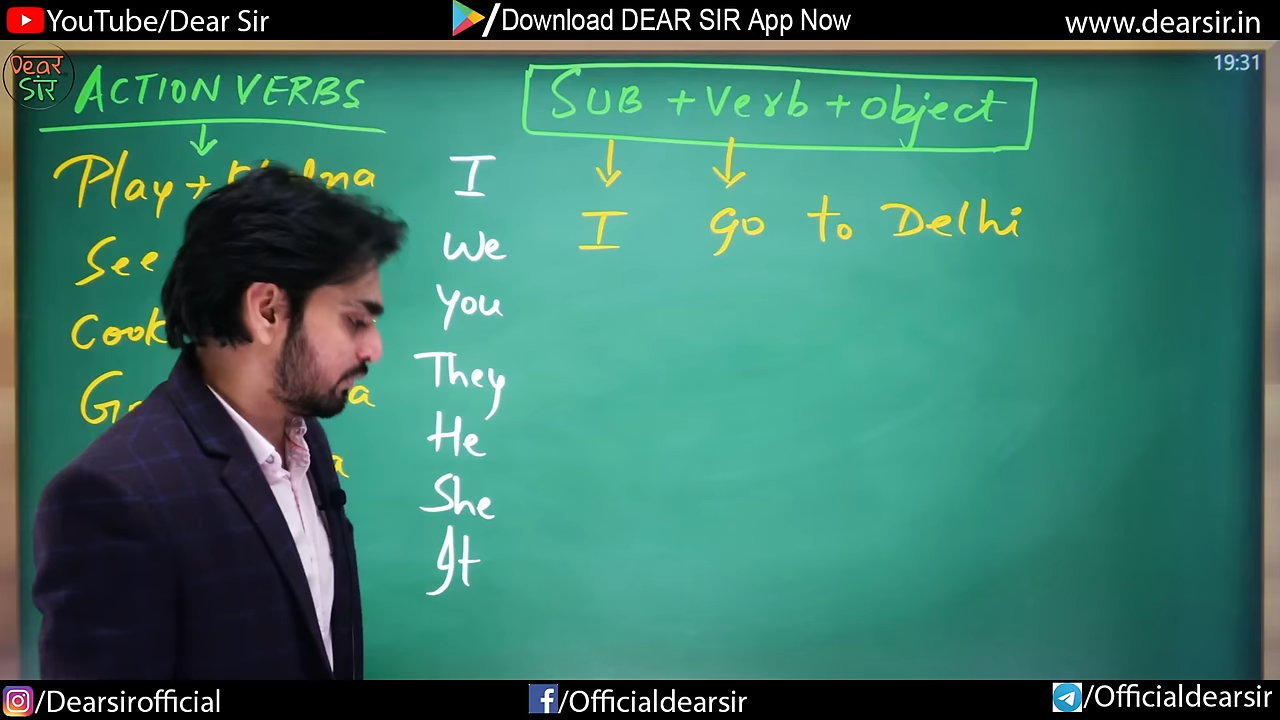 YouTube/Dear Sir
/Download DEAR SIR App Now
www.dearsir.in
19:31
Dear
सर
ACTION VERBS
Play +
See
Cook
I
We
You
They
He
She
It
SUB + Verb + object
I go to Delhi
/Dearsirofficial
/Officialdearsir
/Officialdearsir